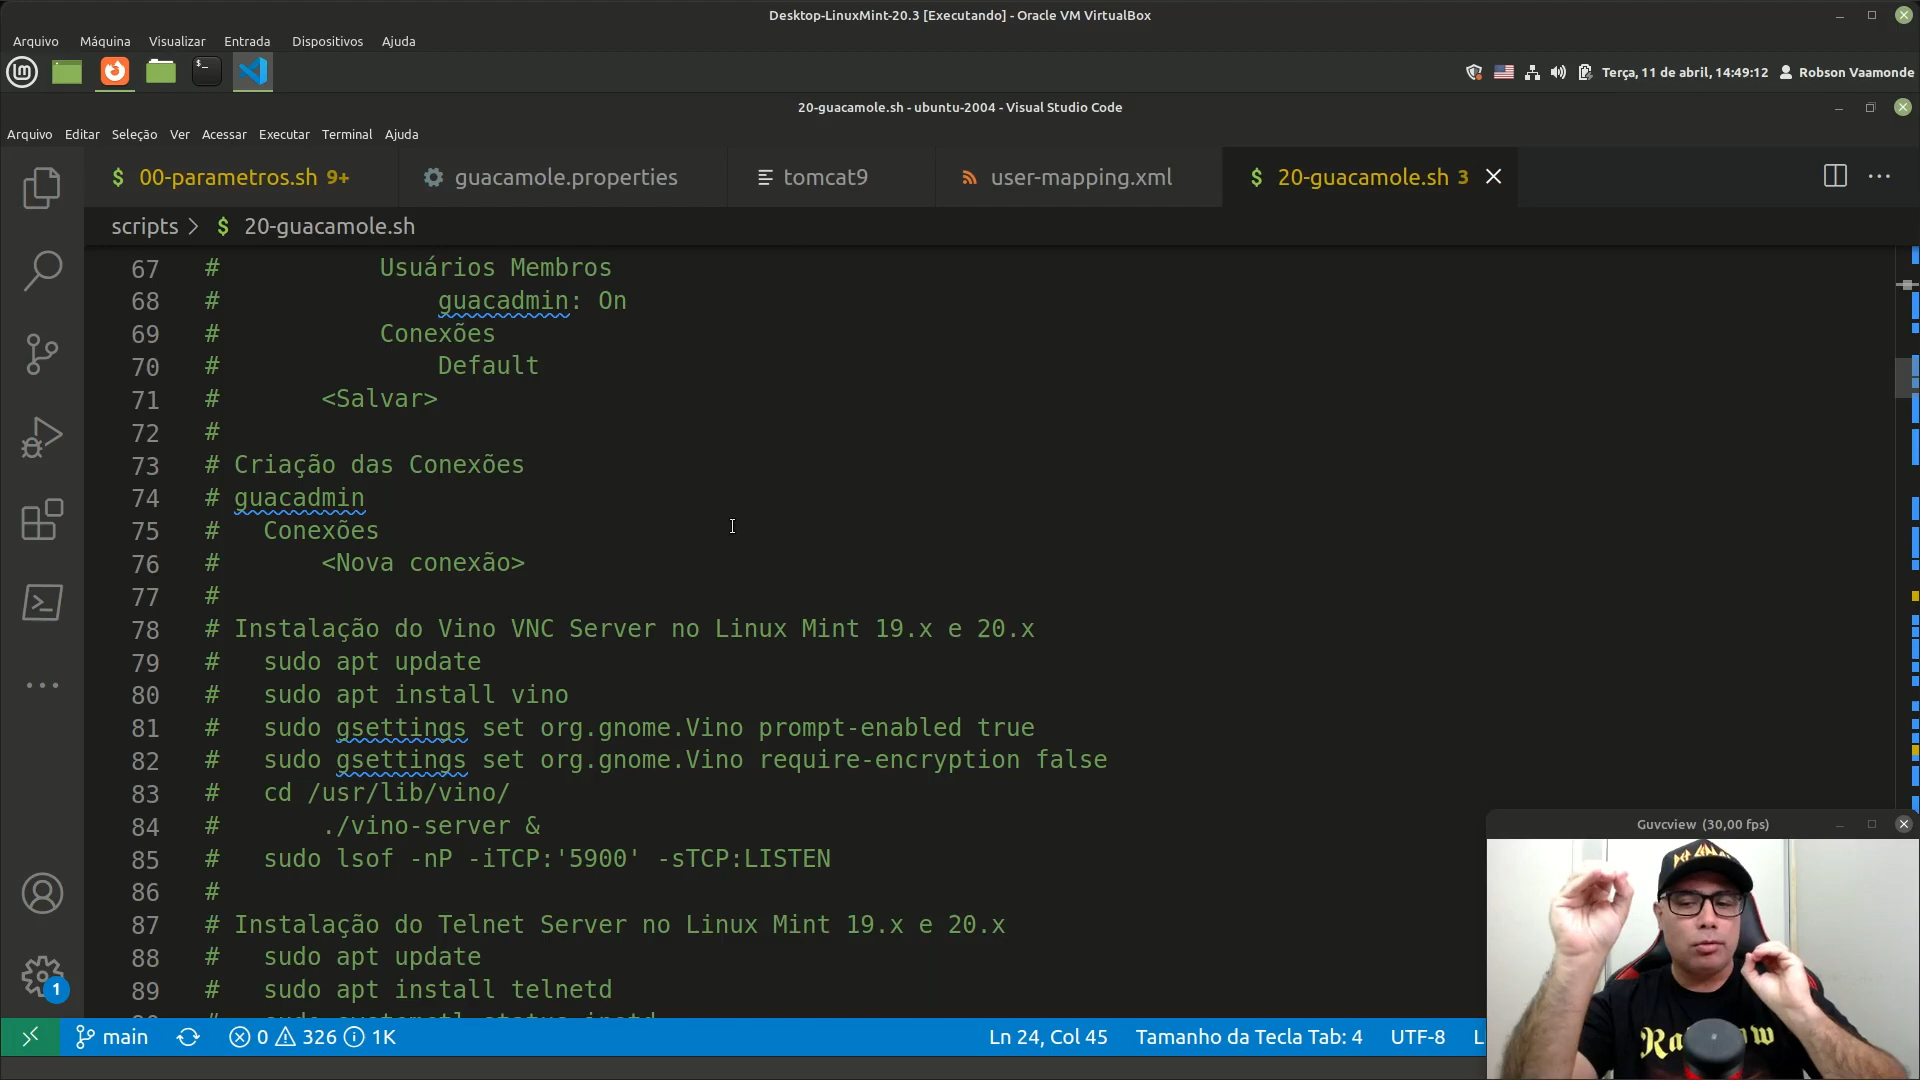 Desktop-LinuxMint-20.3 [Executando] - Oracle VM VirtualBox
Arquivo Máquina Visualizar Entrada Dispositivos Ajuda
Terça, 11 de abril, 14:49:12 Robson Vaamonde
20-guacamole.sh - ubuntu-2004 - Visual Studio Code
Arquivo Editar Seleção Ver Acessar Executar Terminal Ajuda
$ 00-parametros.sh 9+ guacamole.properties tomcat9 user-mapping.xml $ 20-guacamole.sh 3
scripts > $ 20-guacamole.sh
67 # Usuários Membros
68 # guacadmin: On
69 # Conexões
70 # Default
71 # <Salvar>
72 #
73 # Criação das Conexões
74 # guacadmin
75 # Conexões
76 # <Nova conexão>
77 #
78 # Instalação do Vino VNC Server no Linux Mint 19.x e 20.x
79 # sudo apt update
80 # sudo apt install vino
81 # sudo gsettings set org.gnome.Vino prompt-enabled true
82 # sudo gsettings set org.gnome.Vino require-encryption false
83 # cd /usr/lib/vino/
84 # ./vino-server &
85 # sudo lsof -nP -iTCP:'5900' -sTCP:LISTEN
86 #
87 # Instalação do Telnet Server no Linux Mint 19.x e 20.x
88 # sudo apt update
89 # sudo apt install telnetd
Guvcview (30,00 fps)
1
main 0 326 1K Ln 24, Col 45 Tamanho da Tecla Tab: 4 UTF-8 L